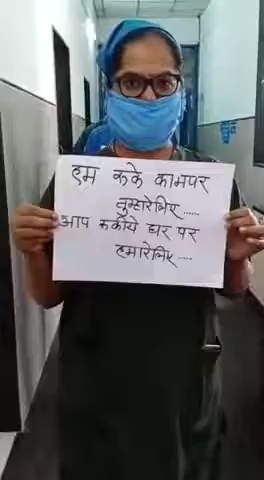 हम रुके कामपर
तुम्हारेलिए......
आप रुकीये घर पर
हमारेलिए....